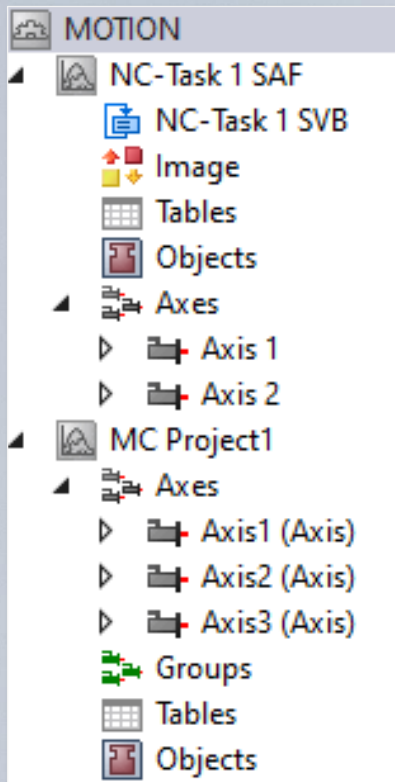 MOTION
NC-Task 1 SAF
NC-Task 1 SVB
Image
Tables
Objects
Axes
Axis 1
Axis 2
MC Project1
Axes
Axis1 (Axis)
Axis2 (Axis)
Axis3 (Axis)
Groups
Tables
Objects